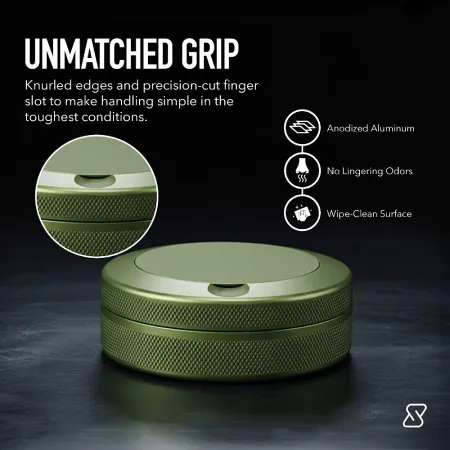 UNMATCHED GRIP
Knurled edges and precision-cut finger
slot to make handling simple in the
toughest conditions.
Anodized Aluminum
No Lingering Odors
Wipe-Clean Surface